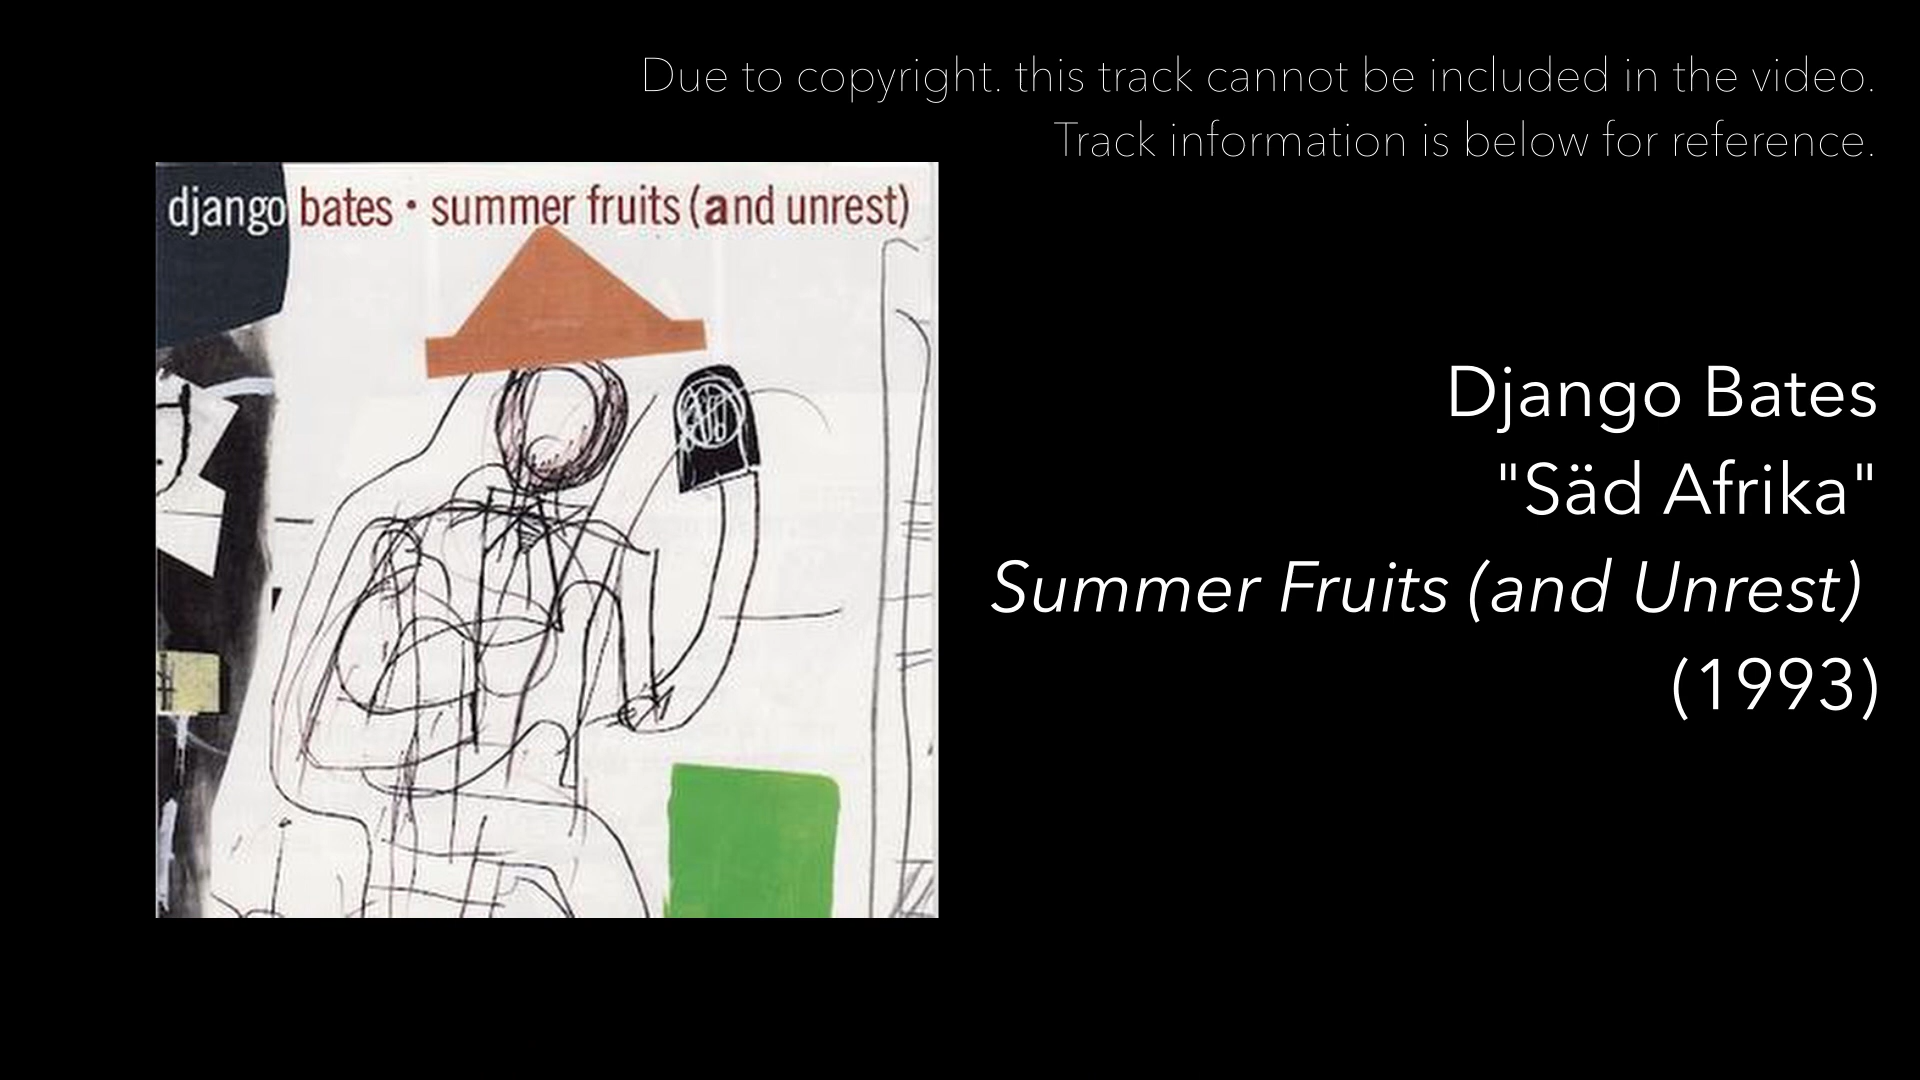 Due to copyright. this track cannot be included in the video.
Track information is below for reference.
django bates • summer fruits (and unrest)
Django Bates
"Säd Afrika"
Summer Fruits (and Unrest)
(1993)